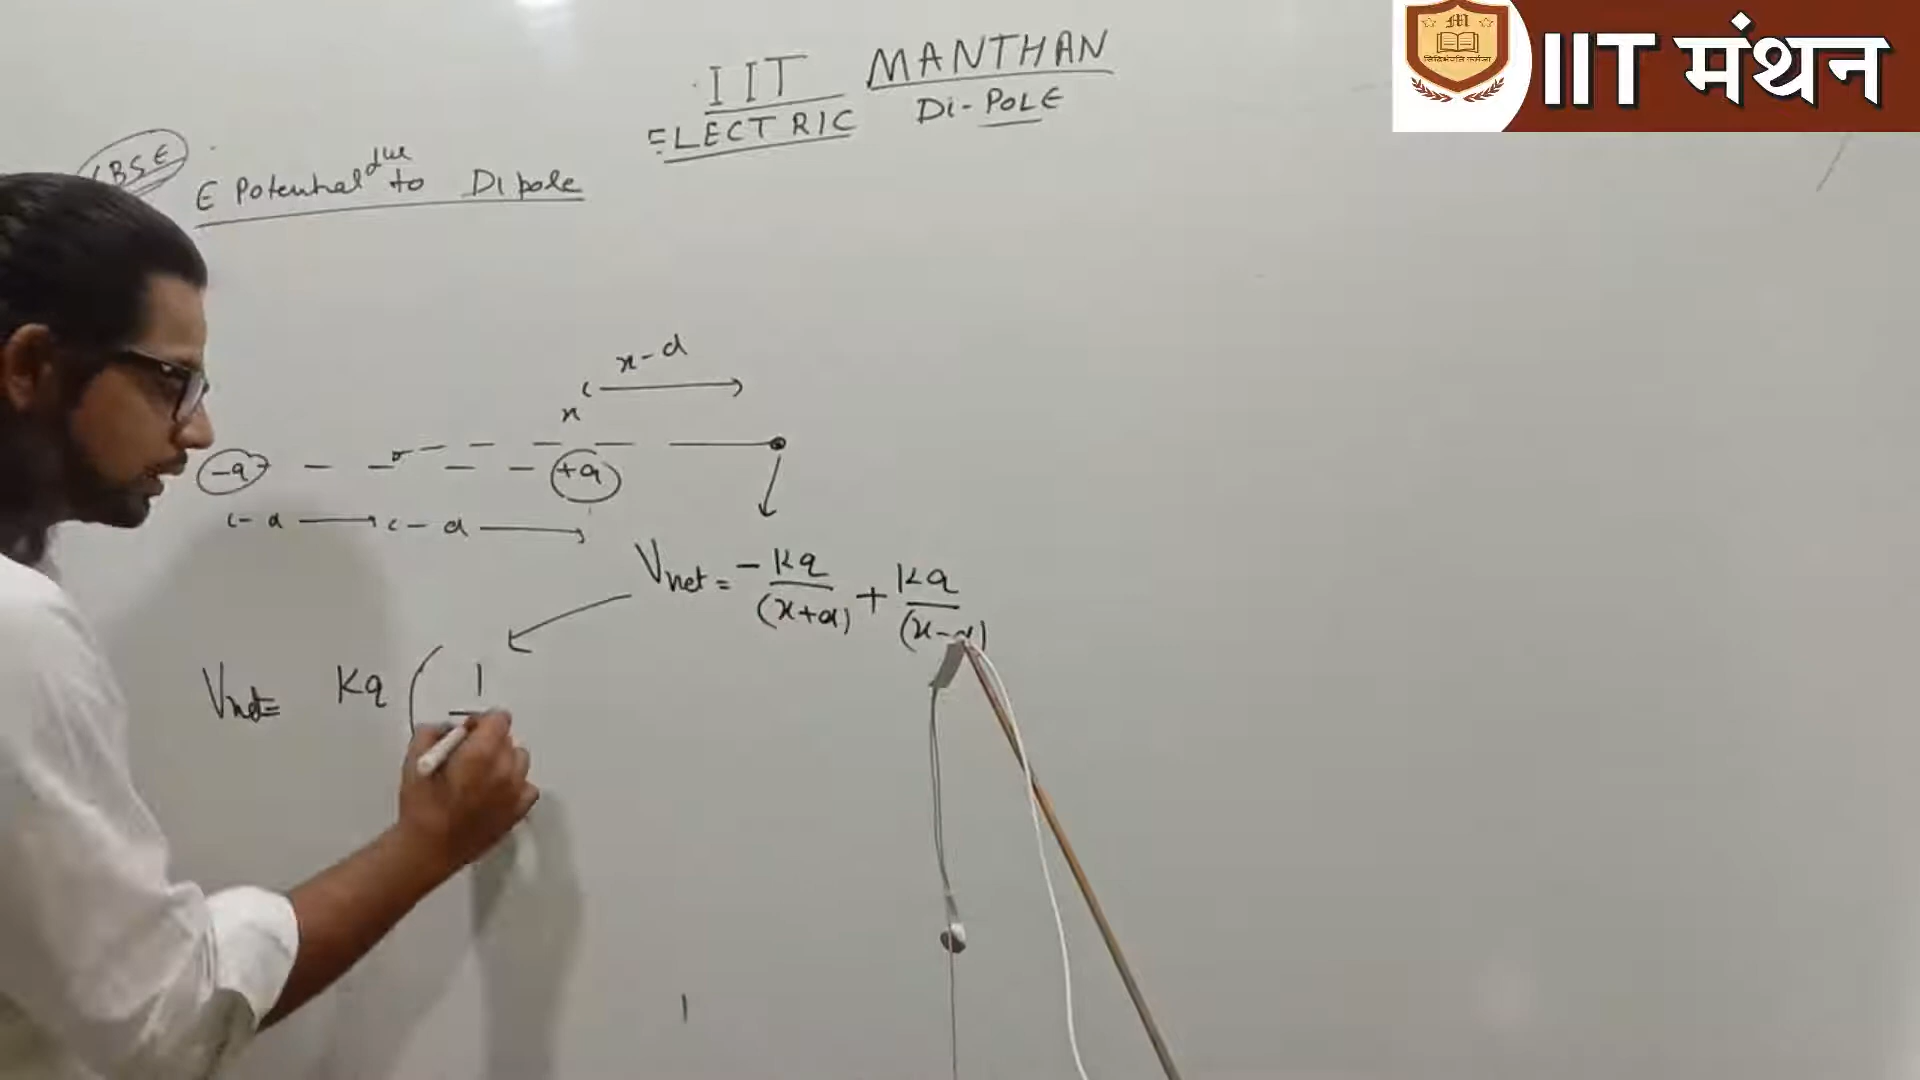 IIT मंथन
IIT MANTHAN
ELECTRIC DI-POLE
CBSE
E Potential due to Dipole
x-d
x
-q +q
d d
Vnet = -Kq/(x+d) + Kq/(x-d)
Vnet = Kq ( 1